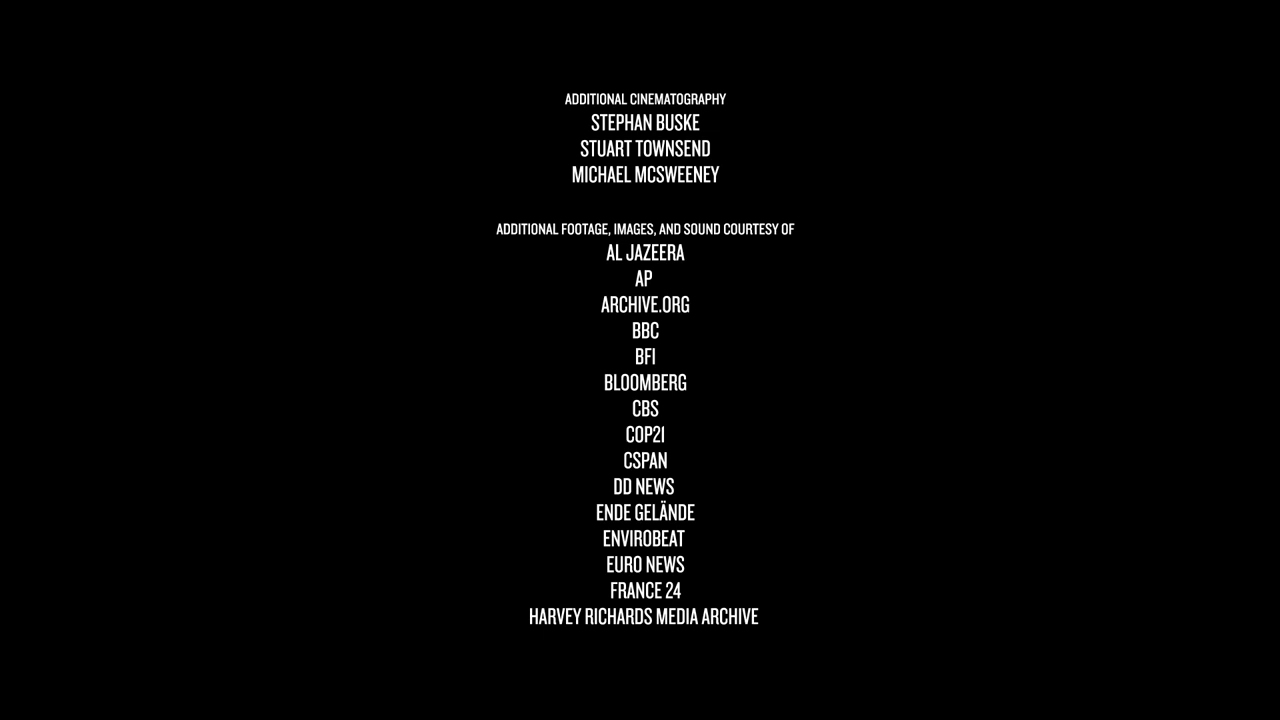 ADDITIONAL CINEMATOGRAPHY
STEPHAN BUSKE
STUART TOWNSEND
MICHAEL MCSWEENEY
ADDITIONAL FOOTAGE, IMAGES, AND SOUND COURTESY OF
AL JAZEERA
AP
ARCHIVE.ORG
BBC
BFI
BLOOMBERG
CBS
COP21
CSPAN
DD NEWS
ENDE GELÄNDE
ENVIROBEAT
EURO NEWS
FRANCE 24
HARVEY RICHARDS MEDIA ARCHIVE